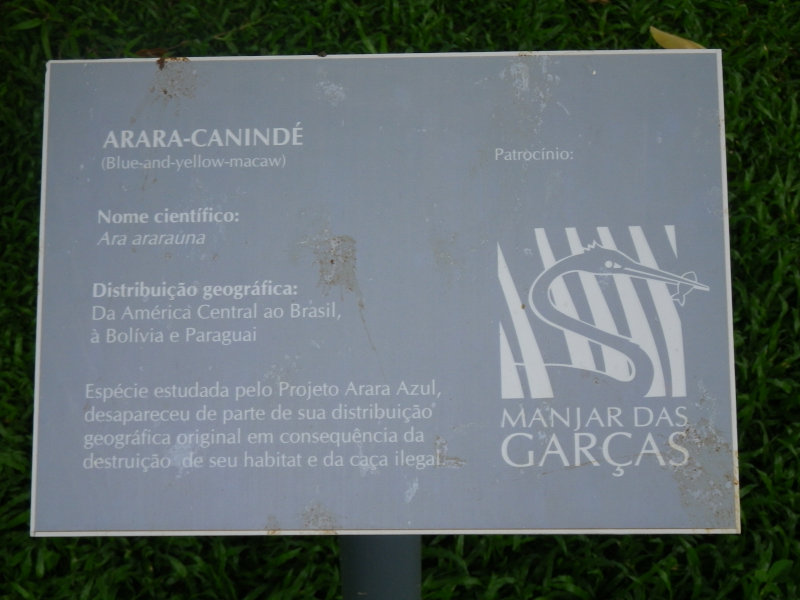 ARARA-CANINDÉ
(Blue-and-yellow-macaw)
Nome científico:
Ara ararauna
Distribuição geográfica:
Da América Central ao Brasil,
à Bolívia e Paraguai
Espécie estudada pelo Projeto Arara Azul,
desapareceu de parte de sua distribuição
geográfica original em consequência da
destruição de seu habitat e da caça ilegal.
Patrocínio:
MANJAR DAS
GARÇAS